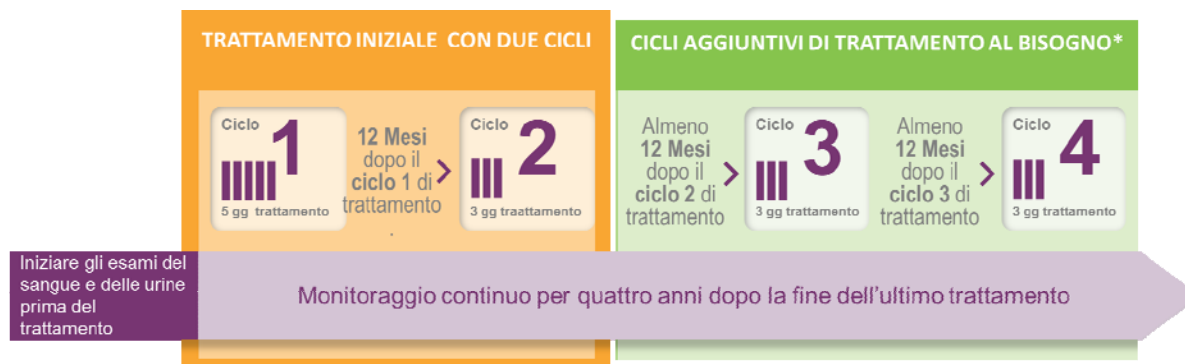 TRATTAMENTO INIZIALE CON DUE CICLI
CICLI AGGIUNTIVI DI TRATTAMENTO AL BISOGNO*
Ciclo 1
5 gg trattamento
12 Mesi
dopo il
ciclo 1 di
trattamento
.
Ciclo 2
3 gg traattamento
Almeno
12 Mesi
dopo il
ciclo 2 di
trattamento
Ciclo 3
3 gg trattamento
Almeno
12 Mesi
dopo il
ciclo 3 di
trattamento
Ciclo 4
3 gg trattamento
Iniziare gli esami del
sangue e delle urine
prima del
trattamento
Monitoraggio continuo per quattro anni dopo la fine dell'ultimo trattamento